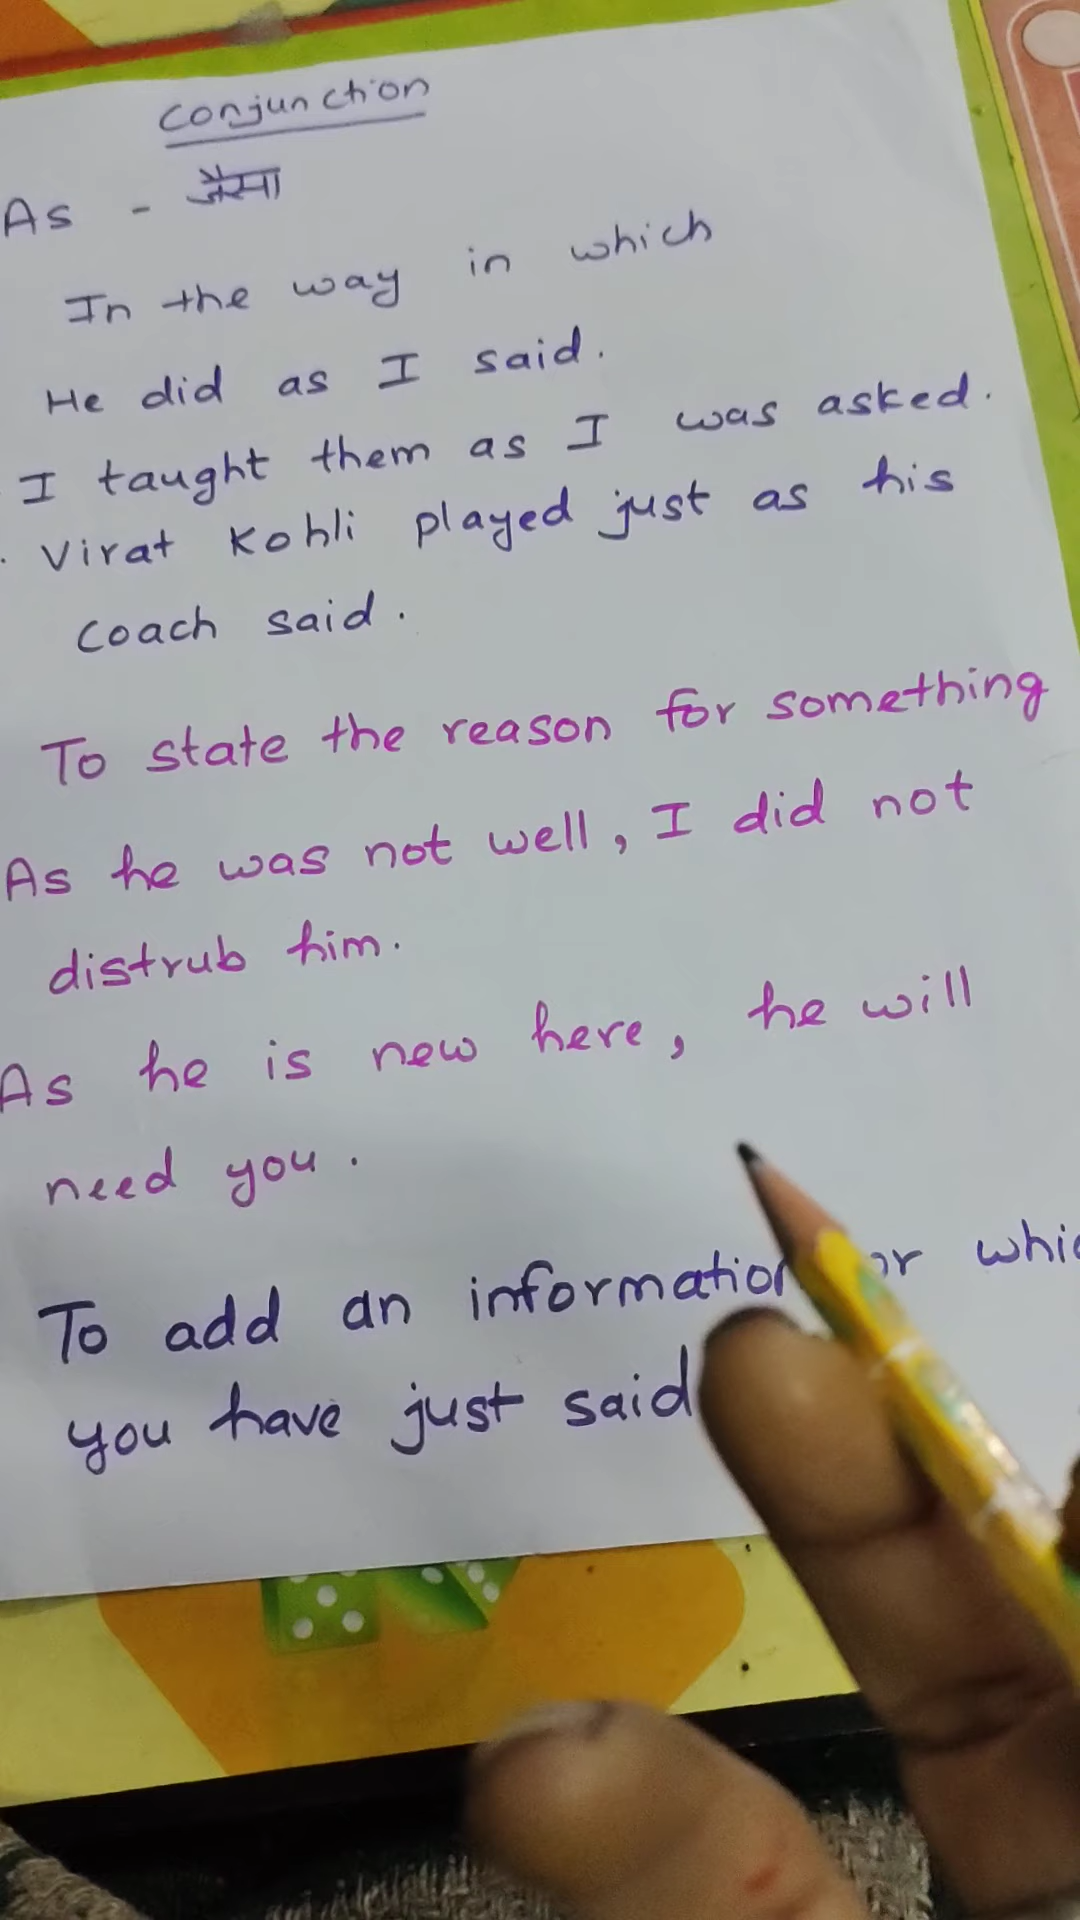 Conjunction
As - जैसा
In the way in which
He did as I said.
I taught them as I was asked.
. Virat Kohli played just as his
Coach said.
To state the reason for something
As he was not well, I did not
distrub him.
As he is new here, he will
need you.
To add an information
you have just said